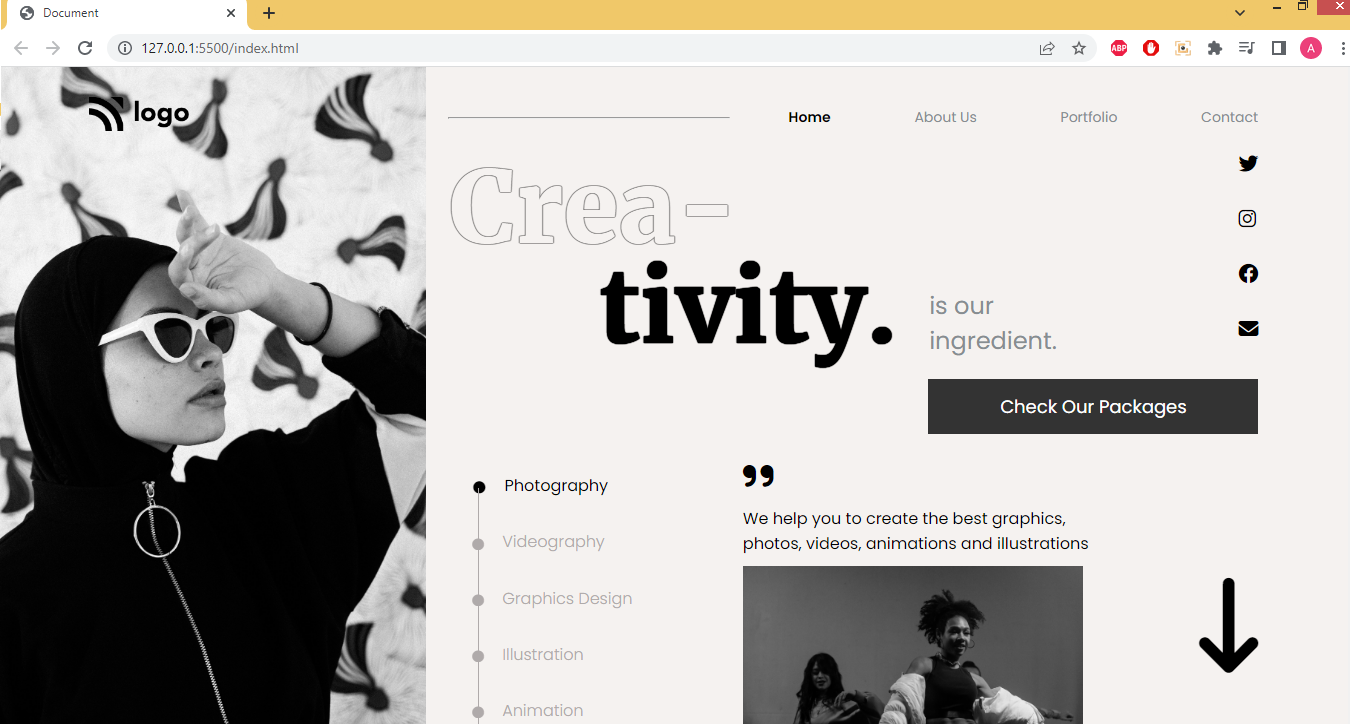 Document
127.0.0.1:5500/index.html
ABP
A
logo
Home About Us Portfolio Contact
Crea-
tivity.
is our
ingredient.
Check Our Packages
Photography
Videography
Graphics Design
Illustration
Animation
”
We help you to create the best graphics,
photos, videos, animations and illustrations